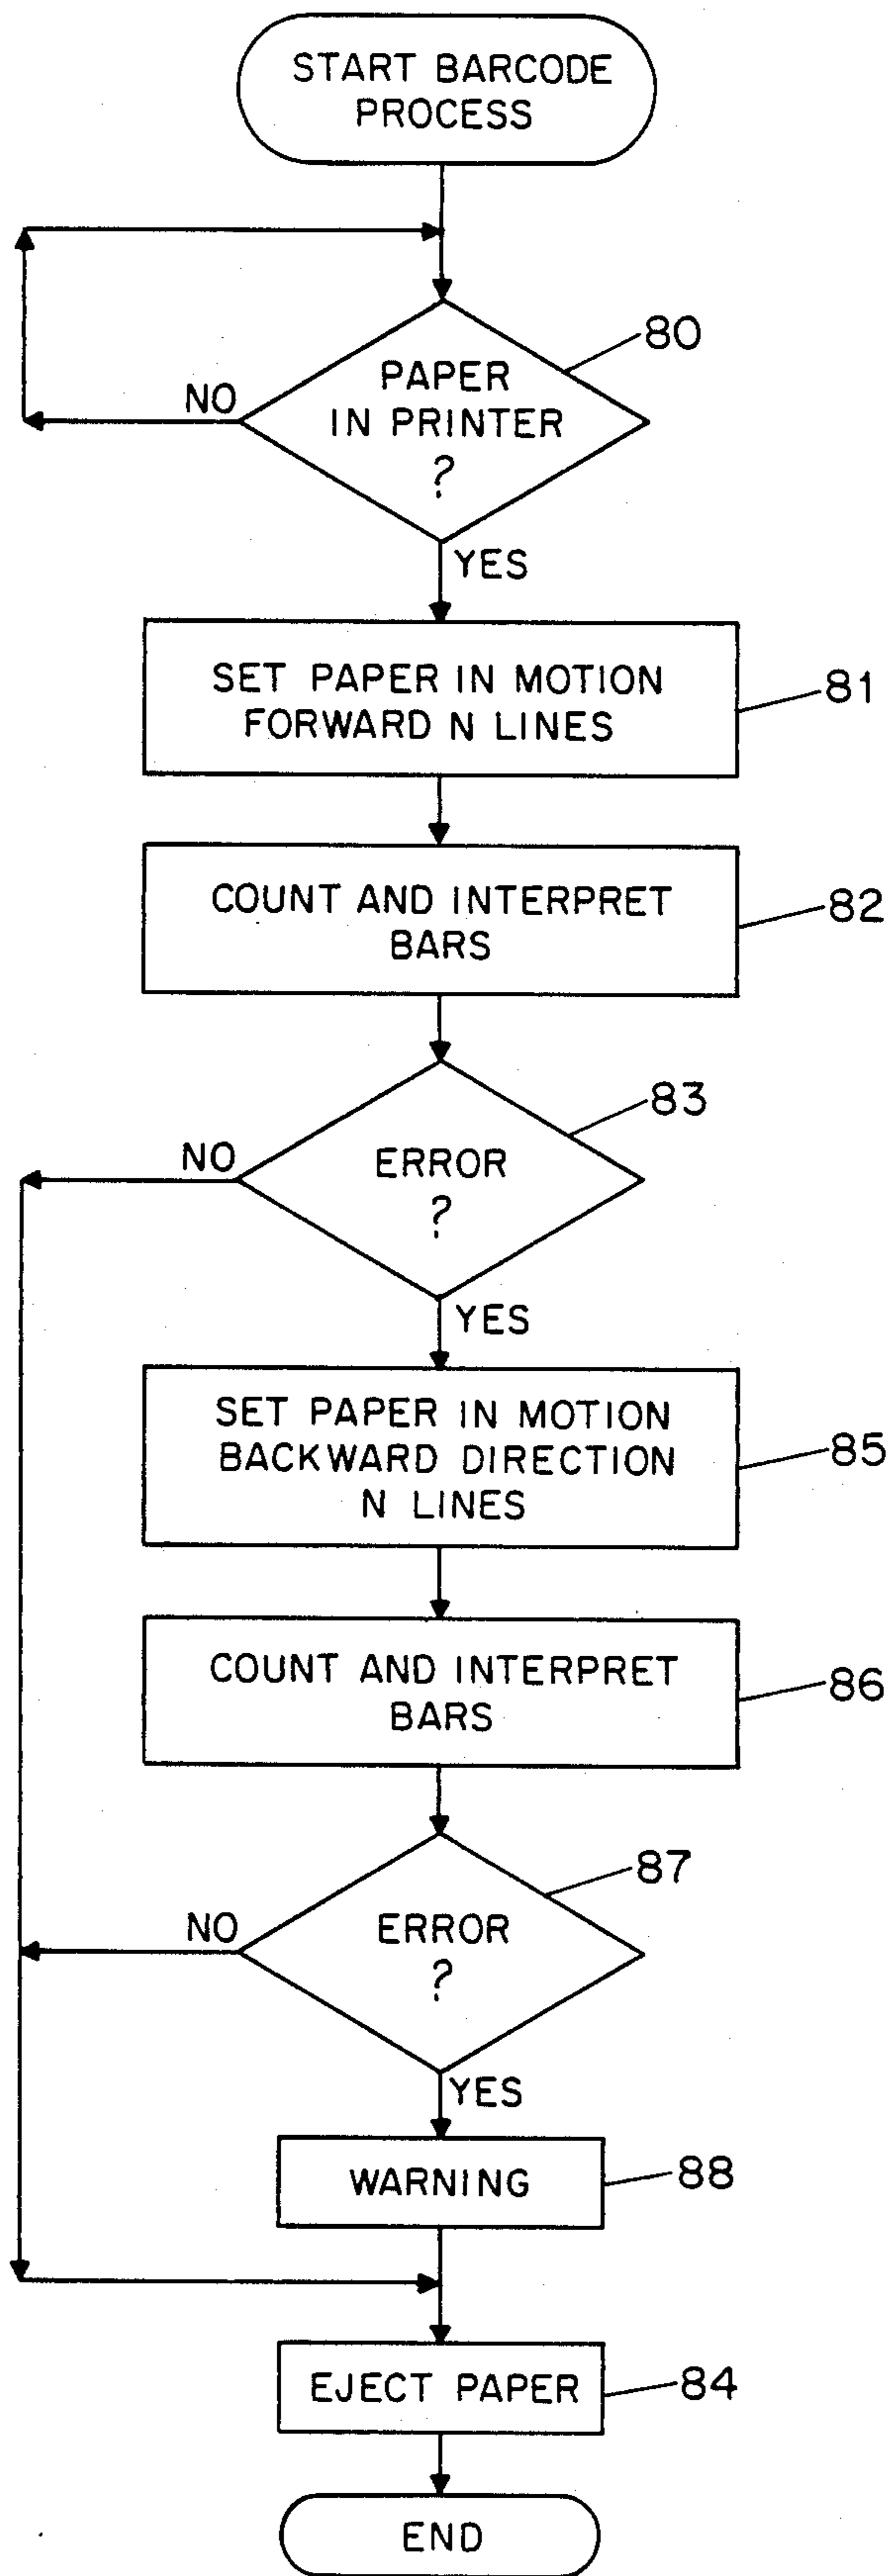 START BARCODE
PROCESS
80
PAPER
IN PRINTER
?
NO
YES
SET PAPER IN MOTION
FORWARD N LINES
81
COUNT AND INTERPRET
BARS
82
83
NO
ERROR
?
YES
SET PAPER IN MOTION
BACKWARD DIRECTION
N LINES
85
COUNT AND INTERPRET
BARS
86
87
NO
ERROR
?
YES
WARNING
88
EJECT PAPER
84
END